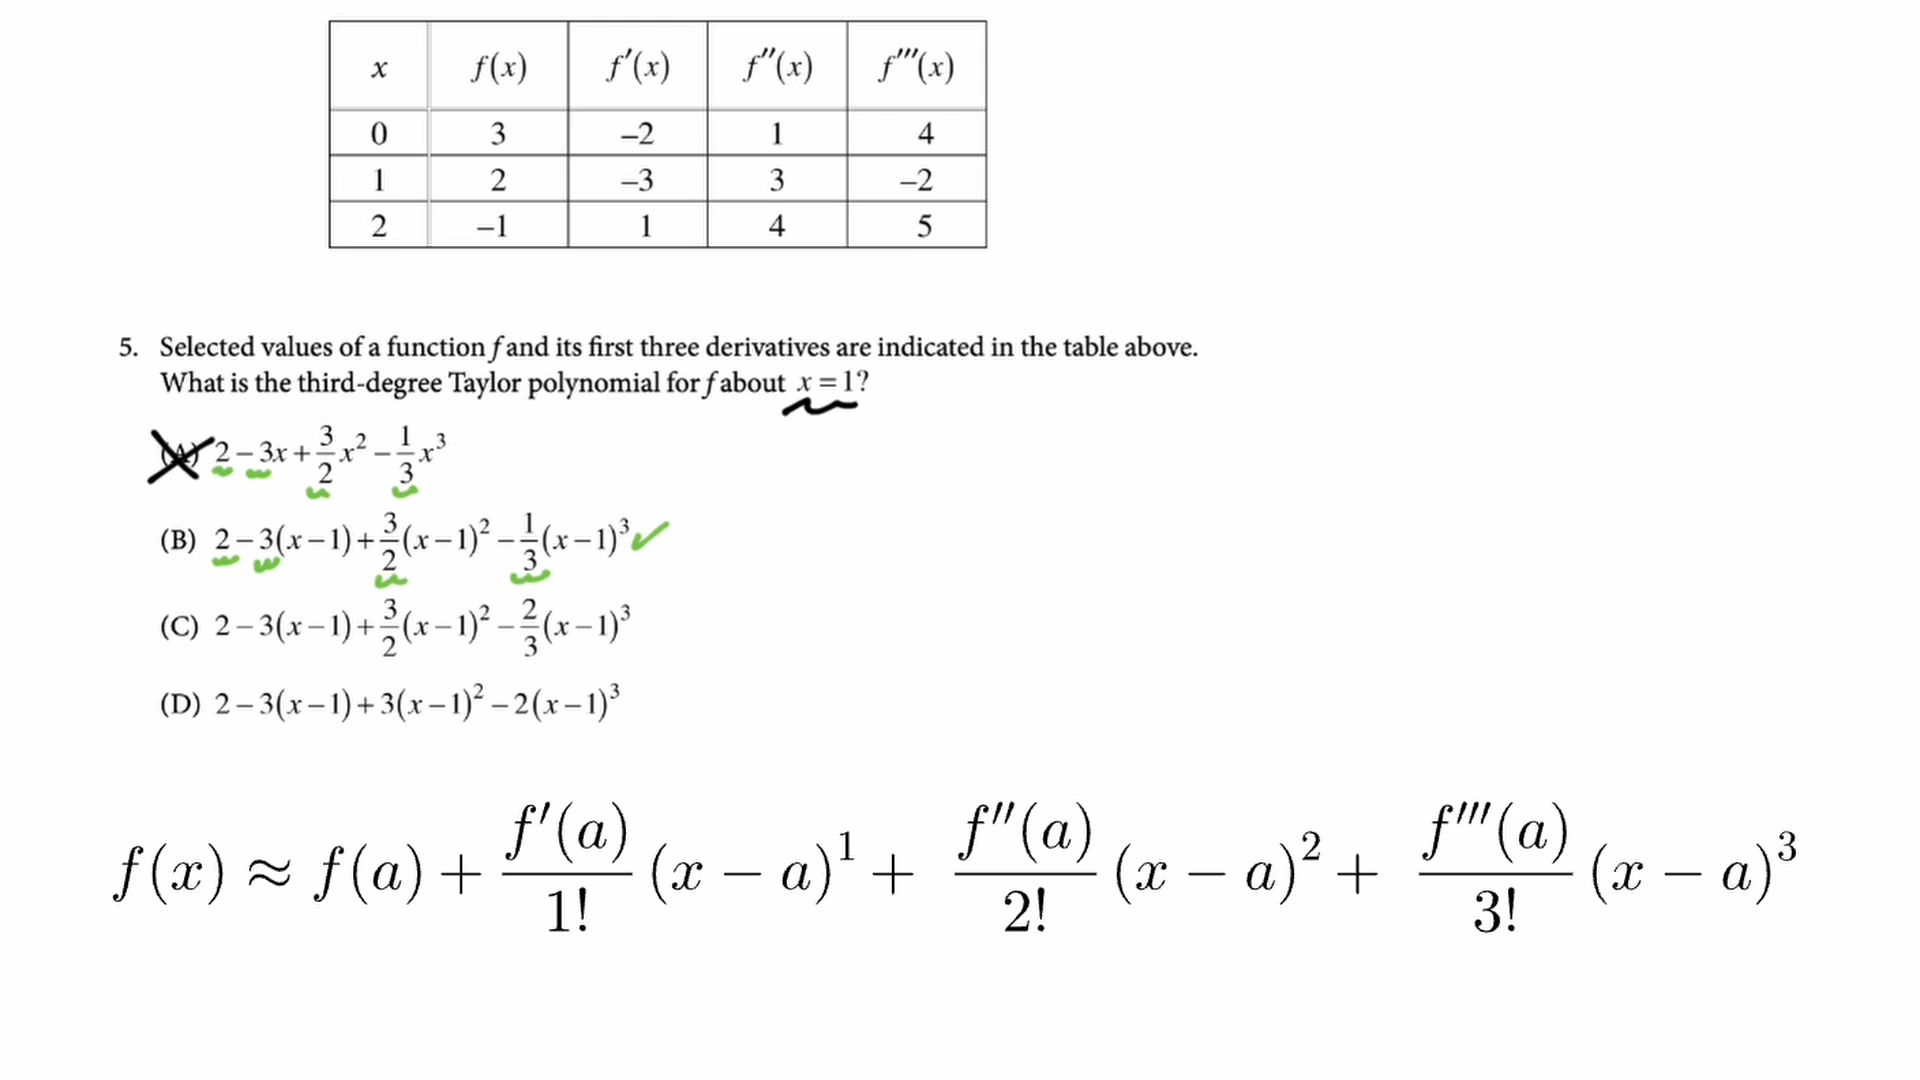 x f(x) f′(x) f″(x) f‴(x)
0 3 –2 1 4
1 2 –3 3 –2
2 –1 1 4 5
5. Selected values of a function f and its first three derivatives are indicated in the table above.
What is the third-degree Taylor polynomial for f about x = 1?
(A) 2 – 3x + 3/2 x² – 1/3 x³
(B) 2 – 3(x – 1) + 3/2 (x – 1)² – 1/3 (x – 1)³ ✓
(C) 2 – 3(x – 1) + 3/2 (x – 1)² – 2/3 (x – 1)³
(D) 2 – 3(x – 1) + 3(x – 1)² – 2(x – 1)³
f(x) ≈ f(a) + f′(a)/1! (x − a)¹ + f″(a)/2! (x − a)² + f‴(a)/3! (x − a)³